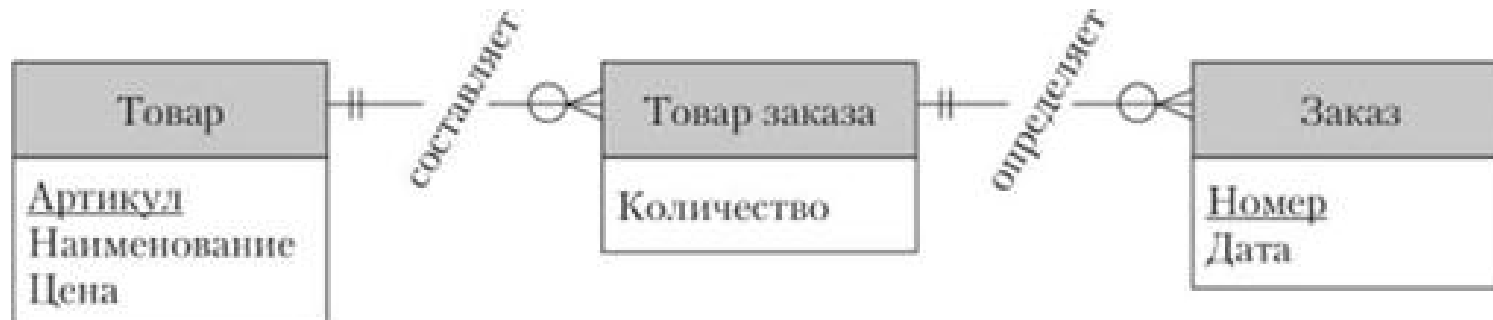 Товар
составляет
Товар заказа
определяет
Заказ
Артикул
Наименование
Цена
Количество
Номер
Дата